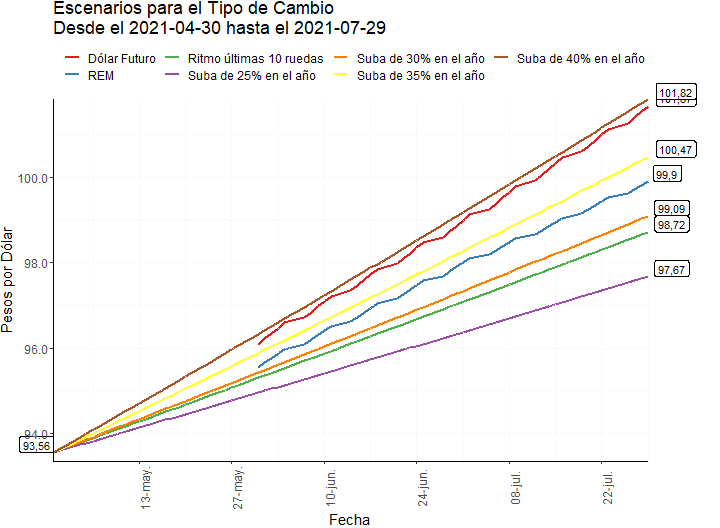 Escenarios para el Tipo de Cambio
Desde el 2021-04-30 hasta el 2021-07-29
Dólar Futuro Ritmo últimas 10 ruedas Suba de 30% en el año Suba de 40% en el año
REM Suba de 25% en el año Suba de 35% en el año
101,82
100,47
100.0
99,9
99,09
98,72
98.0
97,67
96.0
94.0
93,56
Pesos por Dólar
13-may. 27-may. 10-jun. 24-jun. 08-jul. 22-jul.
Fecha